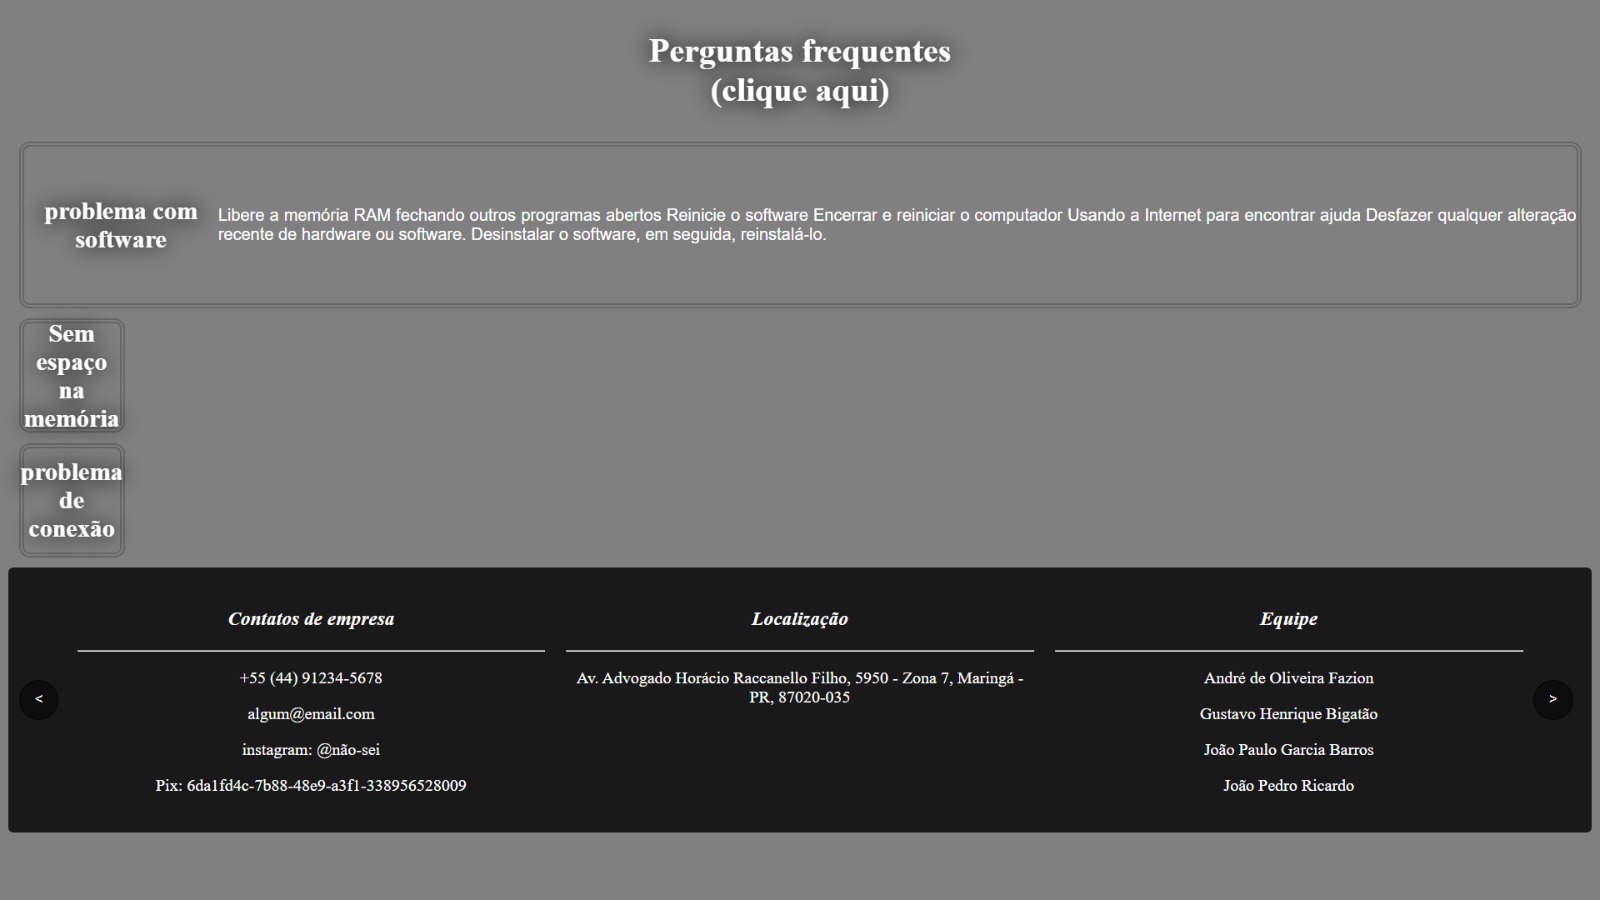 Perguntas frequentes
(clique aqui)
problema com
software
Libere a memória RAM fechando outros programas abertos Reinicie o software Encerrar e reiniciar o computador Usando a Internet para encontrar ajuda Desfazer qualquer alteração
recente de hardware ou software. Desinstalar o software, em seguida, reinstalá-lo.
Sem
espaço
na
memória
problema
de
conexão
Contatos de empresa
+55 (44) 91234-5678
algum@email.com
instagram: @não-sei
Pix: 6da1fd4c-7b88-48e9-a3f1-338956528009
Localização
Av. Advogado Horácio Raccanello Filho, 5950 - Zona 7, Maringá -
PR, 87020-035
Equipe
André de Oliveira Fazion
Gustavo Henrique Bigatão
João Paulo Garcia Barros
João Pedro Ricardo
<
>